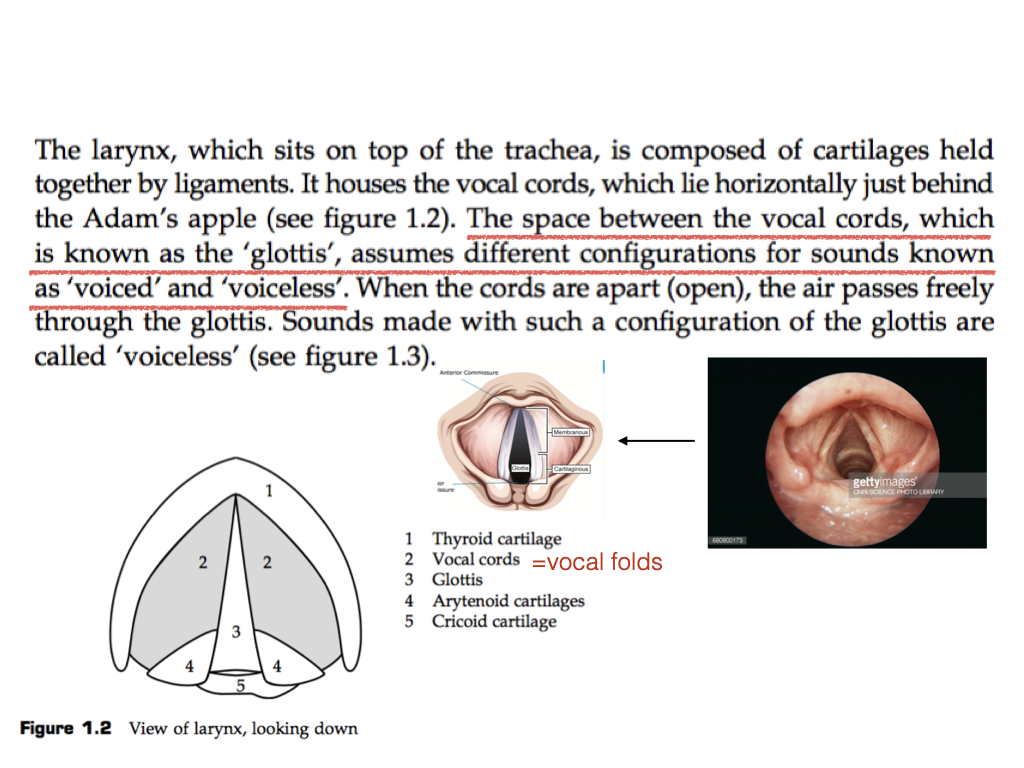 The larynx, which sits on top of the trachea, is composed of cartilages held
together by ligaments. It houses the vocal cords, which lie horizontally just behind
the Adam's apple (see figure 1.2). The space between the vocal cords, which
is known as the 'glottis', assumes different configurations for sounds known
as 'voiced' and 'voiceless'. When the cords are apart (open), the air passes freely
through the glottis. Sounds made with such a configuration of the glottis are
called 'voiceless' (see figure 1.3).
Anterior Commissure
Membranous
Glottis
Cartilaginous
ior
issure
gettyimages
CNRI/SCIENCE PHOTO LIBRARY
680800173
1
2
2
3
4
4
5
1 Thyroid cartilage
2 Vocal cords =vocal folds
3 Glottis
4 Arytenoid cartilages
5 Cricoid cartilage
Figure 1.2 View of larynx, looking down